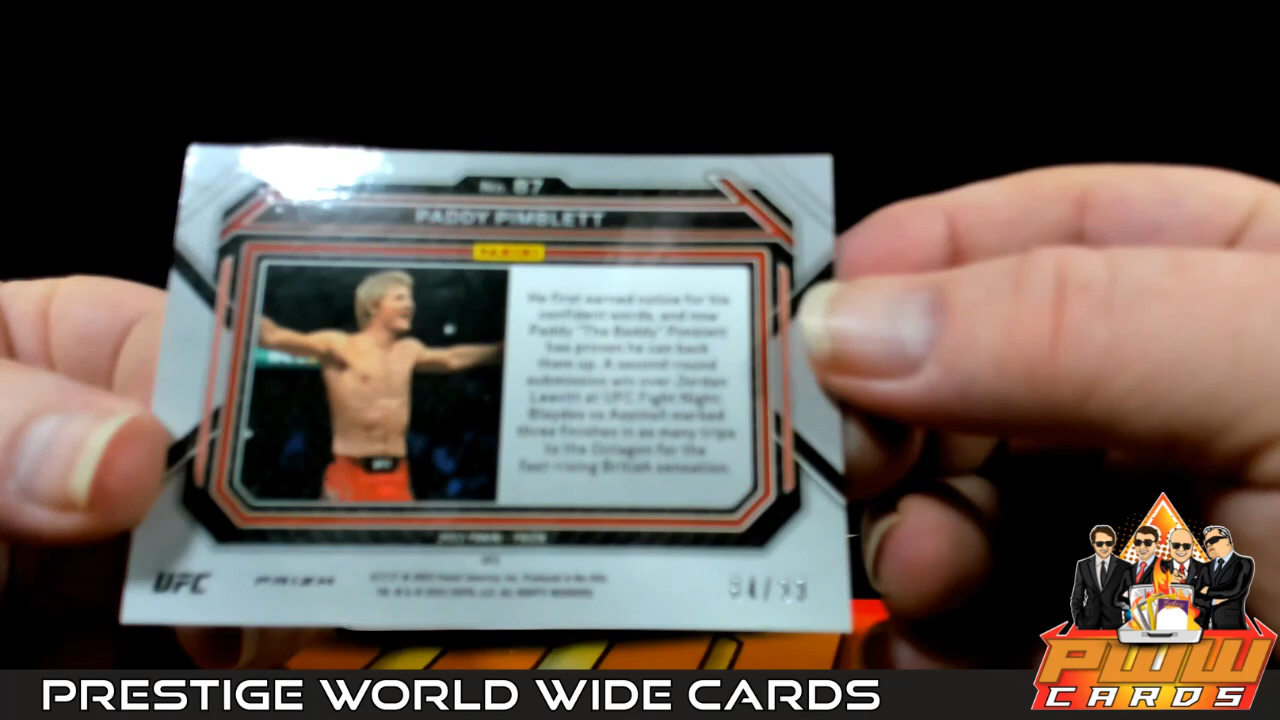 No. 87
PADDY PIMBLETT
PANINI
He first earned notice for his
confident words, and now
Paddy "The Baddy" Pimblett
has proven he can back
them up. A second-round
submission win over Jordan
Leavitt at UFC Fight Night:
Blaydes vs Aspinall marked
three finishes in as many trips
to the Octagon for the
fast-rising British sensation.
UFC
PRIZM
PRESTIGE WORLD WIDE CARDS
PWW
CARDS